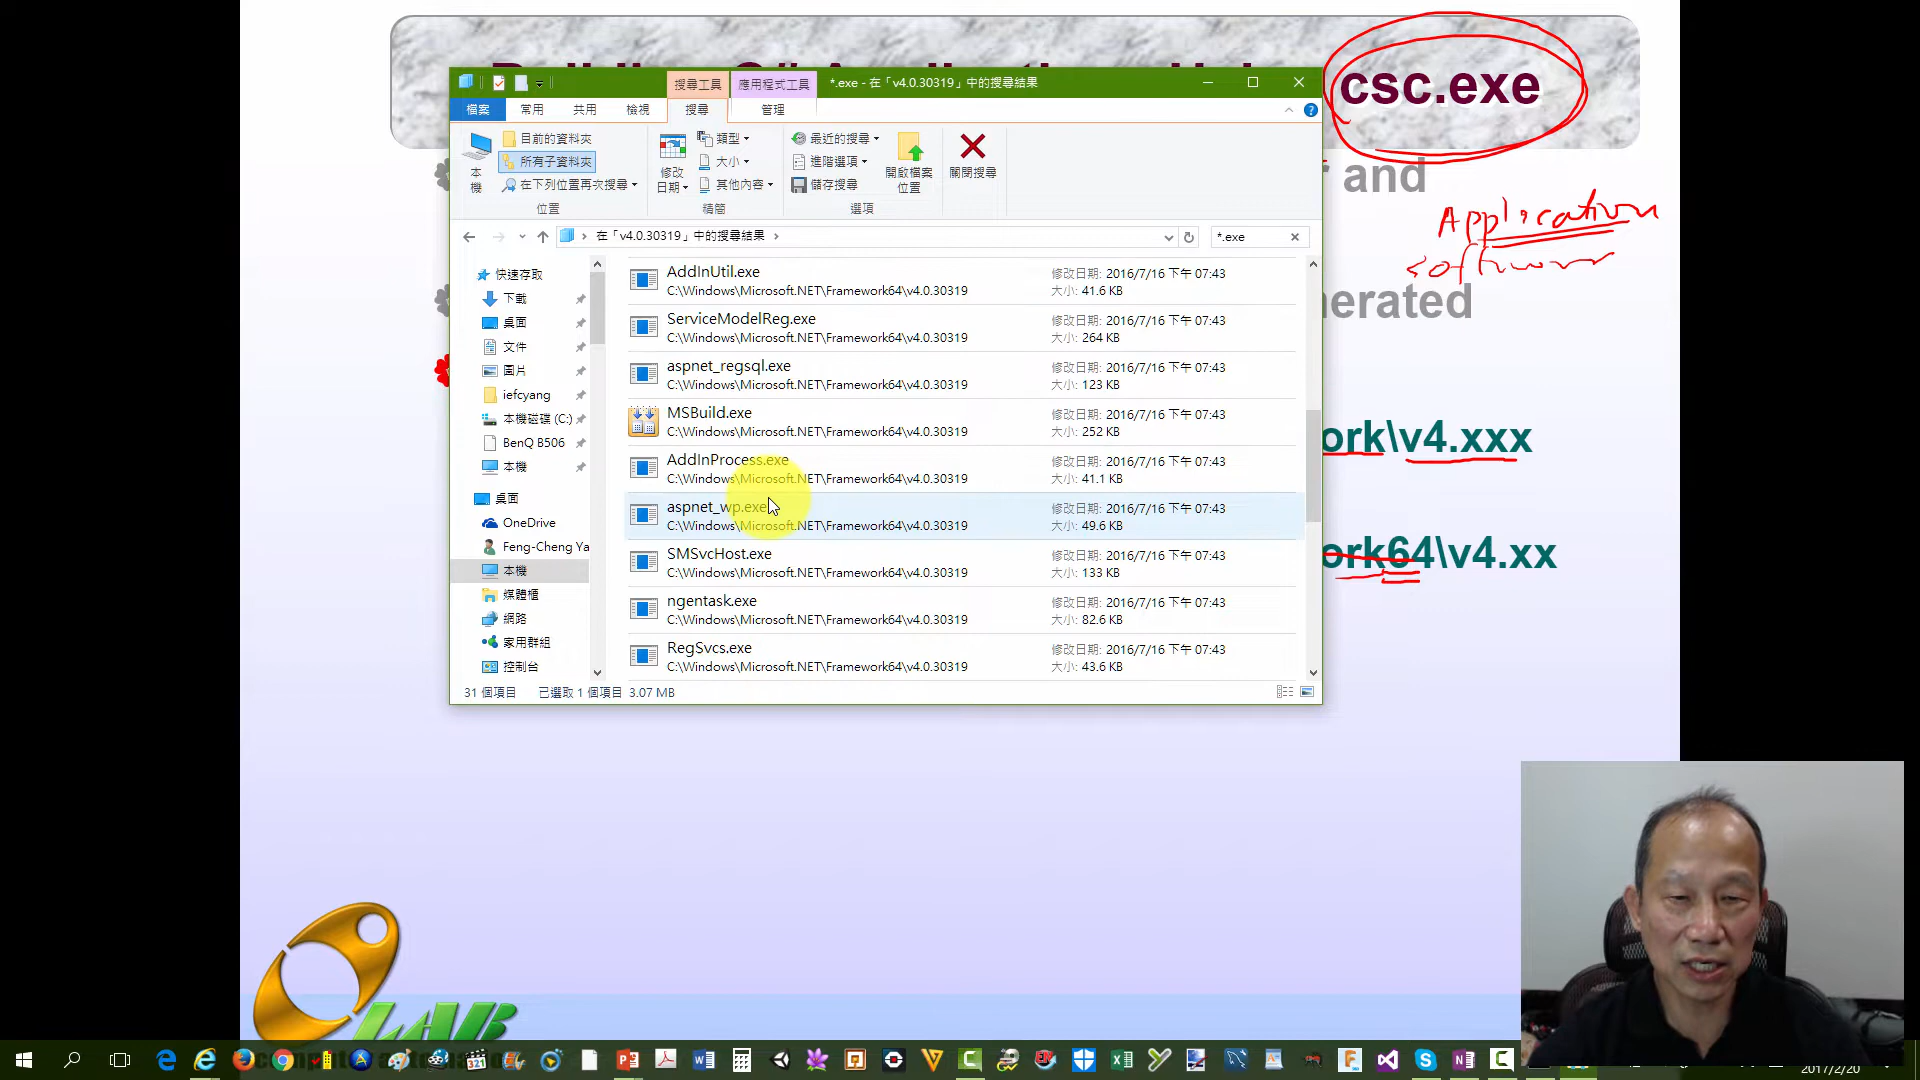 csc.exe
搜尋工具 應用程式工具 *.exe - 在「v4.0.30319」中的搜尋結果
檔案 常用 共用 檢視 搜尋 管理
本機
目前的資料夾
所有子資料夾
在下列位置再次搜尋
位置
修改日期
類型
大小
其他內容
精簡
最近的搜尋
進階選項
儲存搜尋
開啟檔案位置
選項
關閉搜尋
在「v4.0.30319」中的搜尋結果
*.exe
快速存取
下載
桌面
文件
圖片
iefcyang
本機磁碟 (C:)
BenQ B506
本機
桌面
OneDrive
Feng-Cheng Ya
本機
媒體櫃
網路
家用群組
控制台
AddInUtil.exe 修改日期: 2016/7/16 下午 07:43
C:\Windows\Microsoft.NET\Framework64\v4.0.30319 大小: 41.6 KB
ServiceModelReg.exe 修改日期: 2016/7/16 下午 07:43
C:\Windows\Microsoft.NET\Framework64\v4.0.30319 大小: 264 KB
aspnet_regsql.exe 修改日期: 2016/7/16 下午 07:43
C:\Windows\Microsoft.NET\Framework64\v4.0.30319 大小: 123 KB
MSBuild.exe 修改日期: 2016/7/16 下午 07:43
C:\Windows\Microsoft.NET\Framework64\v4.0.30319 大小: 252 KB
AddInProcess.exe 修改日期: 2016/7/16 下午 07:43
C:\Windows\Microsoft.NET\Framework64\v4.0.30319 大小: 41.1 KB
aspnet_wp.exe 修改日期: 2016/7/16 下午 07:43
C:\Windows\Microsoft.NET\Framework64\v4.0.30319 大小: 49.6 KB
SMSvcHost.exe 修改日期: 2016/7/16 下午 07:43
C:\Windows\Microsoft.NET\Framework64\v4.0.30319 大小: 133 KB
ngentask.exe 修改日期: 2016/7/16 下午 07:43
C:\Windows\Microsoft.NET\Framework64\v4.0.30319 大小: 82.6 KB
RegSvcs.exe 修改日期: 2016/7/16 下午 07:43
C:\Windows\Microsoft.NET\Framework64\v4.0.30319 大小: 43.6 KB
31 個項目 已選取 1 個項目 3.07 MB
and
Application
software
nerated
ork\v4.xxx
ork64\v4.xx
LAB
2017/2/20